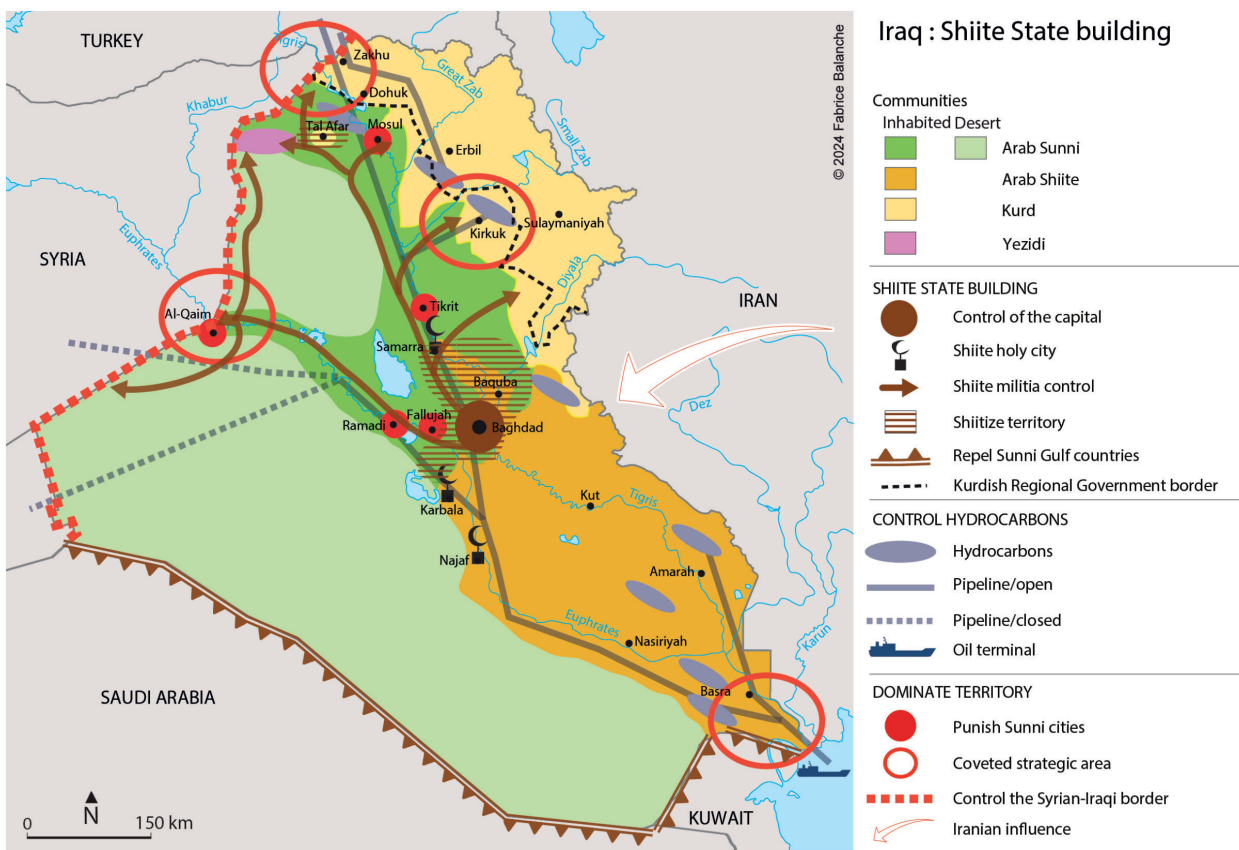 TURKEY
Tigris
Zakhu
Great Zab
Khabur
Dohuk
Small Zab
Tal Afar
Mosul
Erbil
Sulaymaniyah
Kirkuk
Euphrates
SYRIA
Diyala
IRAN
Al-Qaim
Tikrit
Samarra
Baquba
Dez
Ramadi
Fallujah
Baghdad
Karbala
Kut
Tigris
Najaf
Amarah
Euphrates
Nasiriyah
Karun
Basra
SAUDI ARABIA
KUWAIT
N
0 150 km
© 2024 Fabrice Balanche
Iraq : Shiite State building
Communities
Inhabited Desert
Arab Sunni
Arab Shiite
Kurd
Yezidi
SHIITE STATE BUILDING
Control of the capital
Shiite holy city
Shiite militia control
Shiitize territory
Repel Sunni Gulf countries
Kurdish Regional Government border
CONTROL HYDROCARBONS
Hydrocarbons
Pipeline/open
Pipeline/closed
Oil terminal
DOMINATE TERRITORY
Punish Sunni cities
Coveted strategic area
Control the Syrian-Iraqi border
Iranian influence